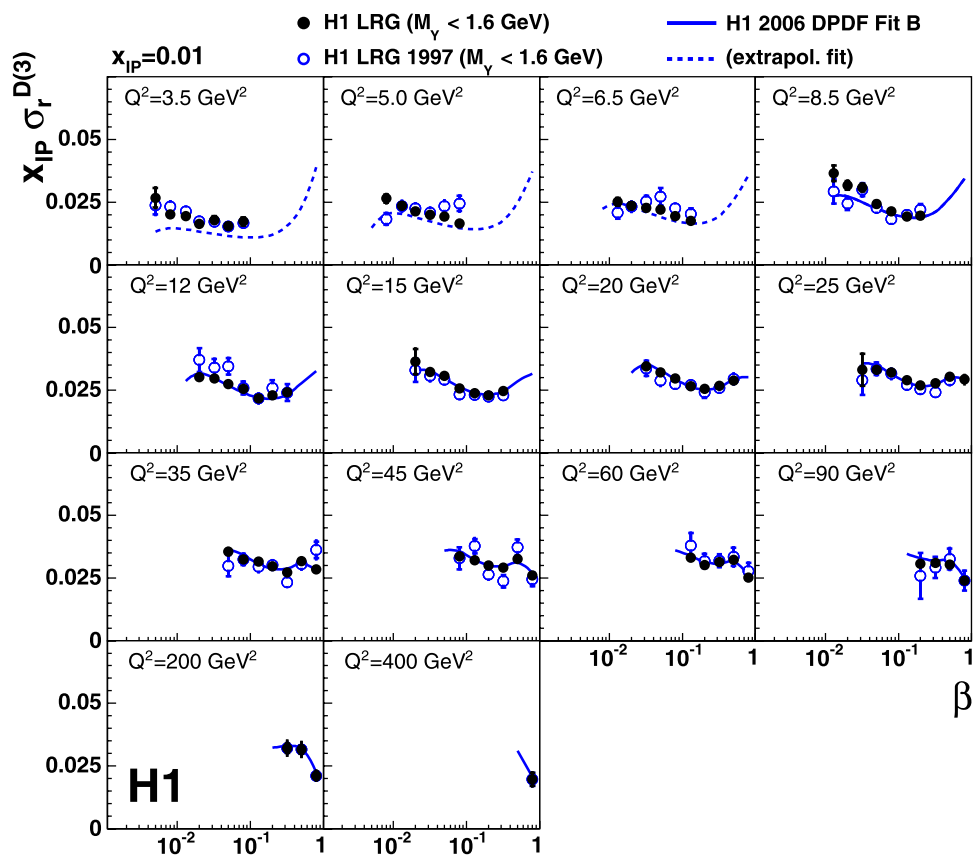 H1 LRG (M_Y < 1.6 GeV)
H1 2006 DPDF Fit B
x_IP=0.01
H1 LRG 1997 (M_Y < 1.6 GeV)
(extrapol. fit)
x_IP σ_r^D(3)
Q²=3.5 GeV²
Q²=5.0 GeV²
Q²=6.5 GeV²
Q²=8.5 GeV²
0.05
0.025
0
Q²=12 GeV²
Q²=15 GeV²
Q²=20 GeV²
Q²=25 GeV²
0.05
0.025
0
Q²=35 GeV²
Q²=45 GeV²
Q²=60 GeV²
Q²=90 GeV²
0.05
0.025
0
10⁻² 10⁻¹ 1
10⁻² 10⁻¹ 1
β
Q²=200 GeV²
Q²=400 GeV²
0.05
0.025
0
H1
10⁻² 10⁻¹ 1
10⁻² 10⁻¹ 1